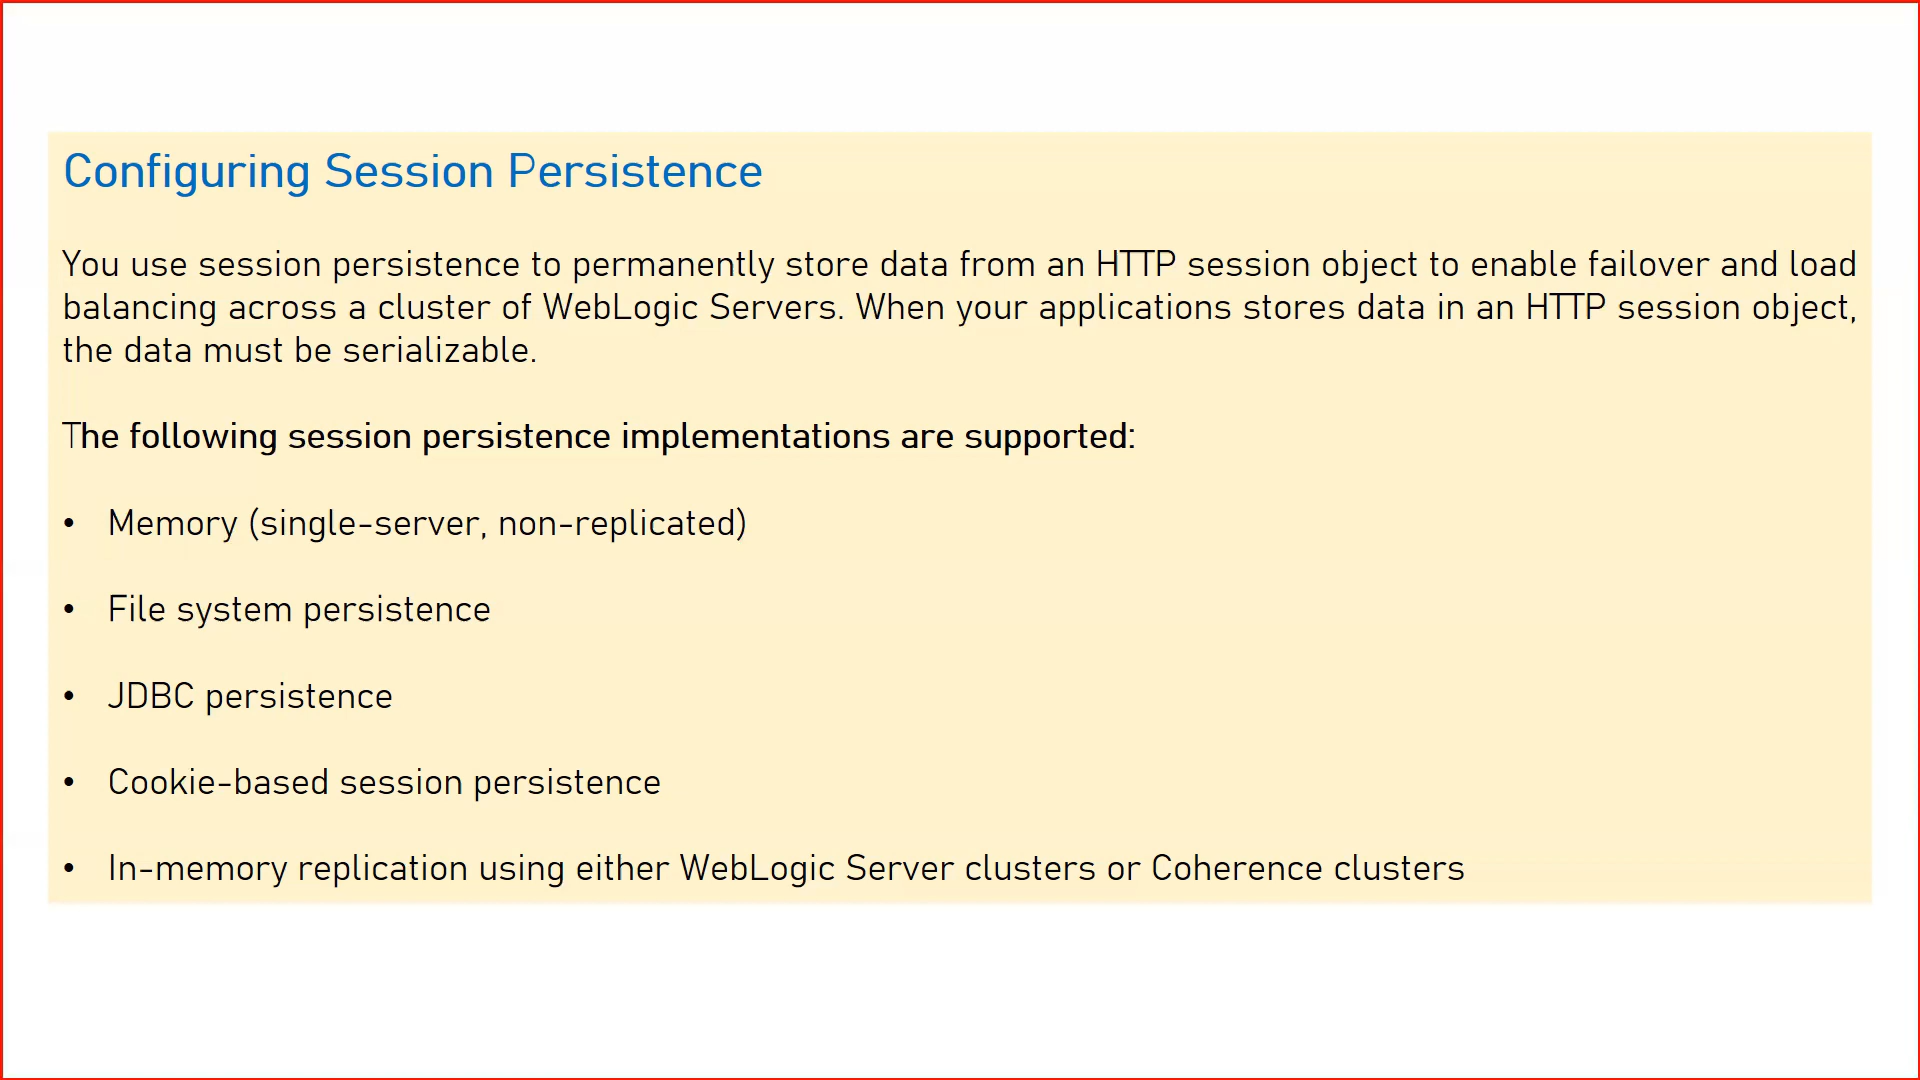 Configuring Session Persistence
You use session persistence to permanently store data from an HTTP session object to enable failover and load
balancing across a cluster of WebLogic Servers. When your applications stores data in an HTTP session object,
the data must be serializable.
The following session persistence implementations are supported:
• Memory (single-server, non-replicated)
• File system persistence
• JDBC persistence
• Cookie-based session persistence
• In-memory replication using either WebLogic Server clusters or Coherence clusters